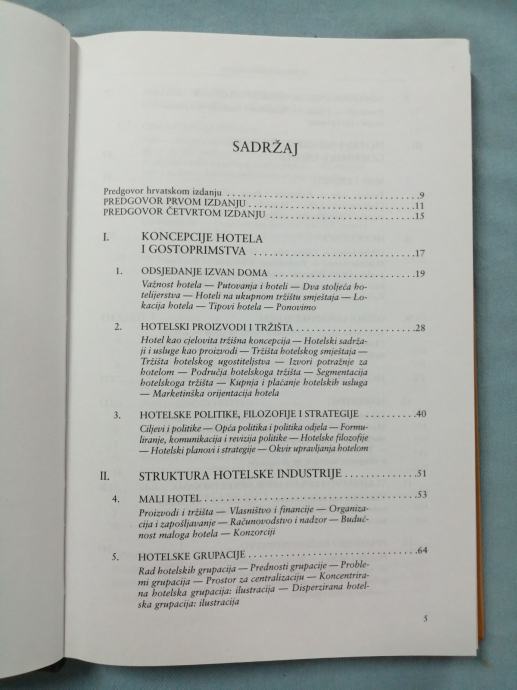 SADRŽAJ
Predgovor hrvatskom izdanju ........................ 9
PREDGOVOR PRVOM IZDANJU ........................ 11
PREDGOVOR ČETVRTOM IZDANJU ........................ 15
I. KONCEPCIJE HOTELA
I GOSTOPRIMSTVA ........................ 17
1. ODSJEDANJE IZVAN DOMA ........................ 19
Važnost hotela — Putovanja i hoteli — Dva stoljeća ho-
telijerstva — Hoteli na ukupnom tržištu smještaja — Lo-
kacija hotela — Tipovi hotela — Ponovimo
2. HOTELSKI PROIZVODI I TRŽIŠTA ........................ 28
Hotel kao cjelovita tržišna koncepcija — Hotelski sadrža-
ji i usluge kao proizvodi — Tržišta hotelskog smještaja —
Tržišta hotelskog ugostiteljstva — Izvori potražnje za
hotelom — Područja hotelskoga tržišta — Segmentacija
hotelskoga tržišta — Kupnja i plaćanje hotelskih usluga
— Marketinška orijentacija hotela
3. HOTELSKE POLITIKE, FILOZOFIJE I STRATEGIJE ........................ 40
Ciljevi i politike — Opća politika i politika odjela — Formu-
liranje, komunikacija i revizija politike — Hotelske filozofije
— Hotelski planovi i strategije — Okvir upravljanja hotelom
II. STRUKTURA HOTELSKE INDUSTRIJE ........................ 51
4. MALI HOTEL ........................ 53
Proizvodi i tržišta — Vlasništvo i financije — Organiza-
cija i zapošljavanje — Računovodstvo i nadzor — Buduć-
nost maloga hotela — Konzorciji
5. HOTELSKE GRUPACIJE ........................ 64
Rad hotelskih grupacija — Prednosti grupacije — Proble-
mi grupacija — Prostor za centralizaciju — Koncentrira-
na hotelska grupacija: ilustracija — Disperzirana hotel-
ska grupacija: ilustracija
5